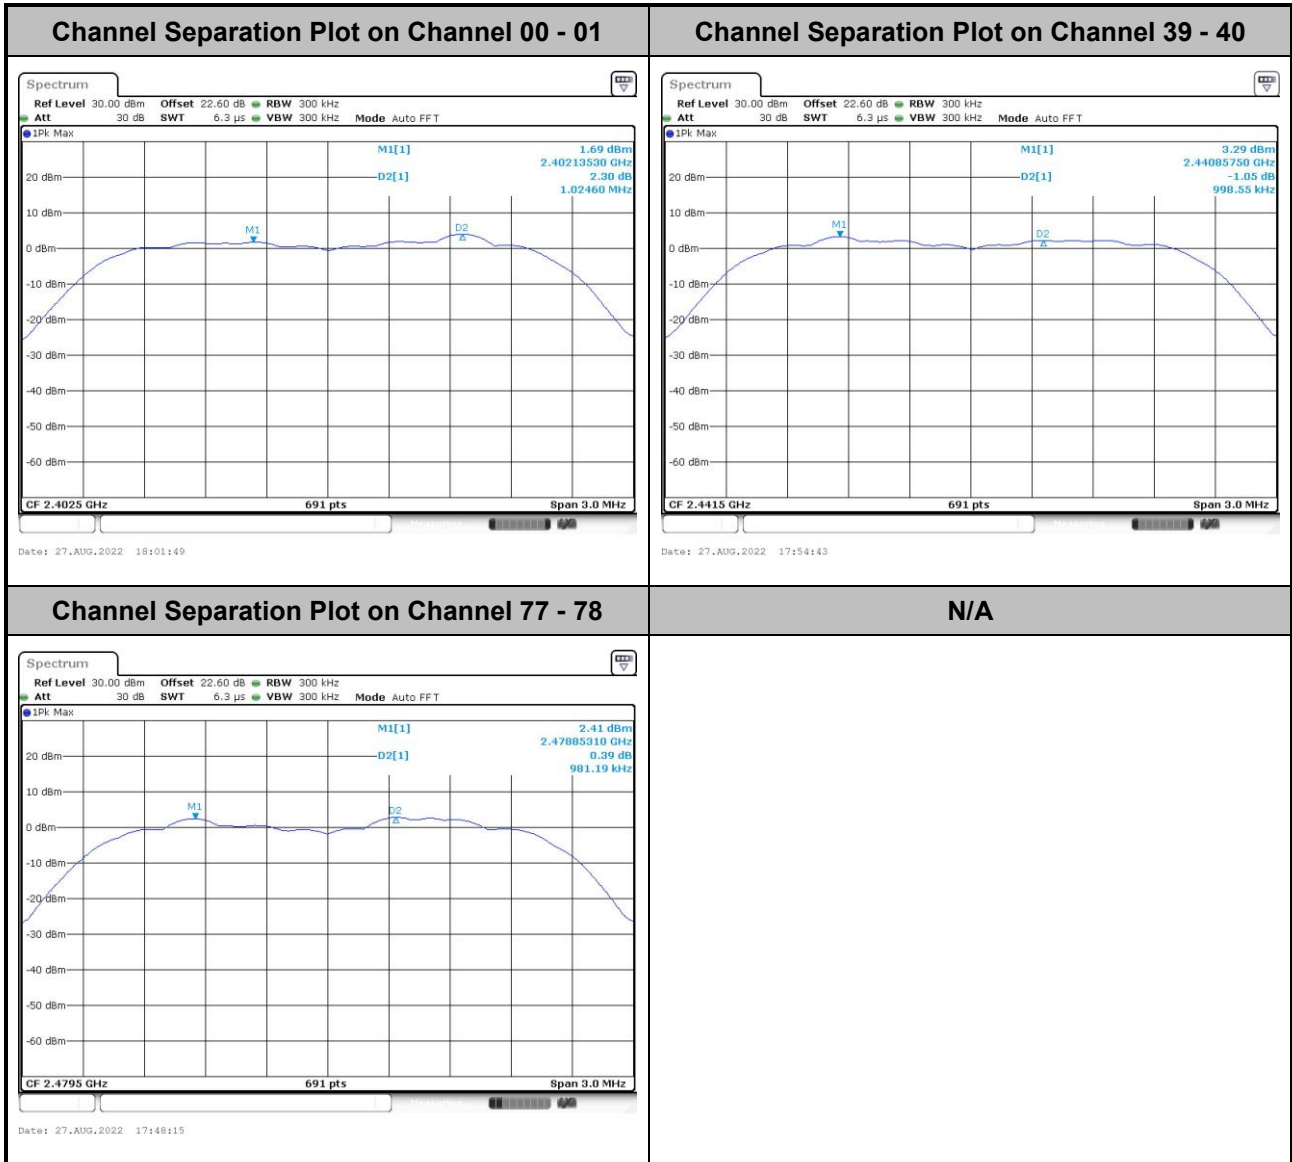 Channel Separation Plot on Channel 00 - 01
Spectrum
Ref Level 30.00 dBm Offset 22.60 dB RBW 300 kHz
Att 30 dB SWT 6.3 µs VBW 300 kHz Mode Auto FFT
1Pk Max
M1[1] 1.69 dBm
2.40213530 GHz
D2[1] 2.30 dB
1.02460 MHz
20 dBm
10 dBm
M1
D2
0 dBm
-10 dBm
-20 dBm
-30 dBm
-40 dBm
-50 dBm
-60 dBm
CF 2.4025 GHz 691 pts Span 3.0 MHz
Date: 27.AUG.2022 18:01:49
Channel Separation Plot on Channel 39 - 40
Spectrum
Ref Level 30.00 dBm Offset 22.60 dB RBW 300 kHz
Att 30 dB SWT 6.3 µs VBW 300 kHz Mode Auto FFT
1Pk Max
M1[1] 3.29 dBm
2.44085750 GHz
D2[1] -1.05 dB
998.55 kHz
20 dBm
10 dBm
M1
D2
0 dBm
-10 dBm
-20 dBm
-30 dBm
-40 dBm
-50 dBm
-60 dBm
CF 2.4415 GHz 691 pts Span 3.0 MHz
Date: 27.AUG.2022 17:54:43
Channel Separation Plot on Channel 77 - 78
Spectrum
Ref Level 30.00 dBm Offset 22.60 dB RBW 300 kHz
Att 30 dB SWT 6.3 µs VBW 300 kHz Mode Auto FFT
1Pk Max
M1[1] 2.41 dBm
2.47885310 GHz
D2[1] 0.39 dB
981.19 kHz
20 dBm
10 dBm
M1
D2
0 dBm
-10 dBm
-20 dBm
-30 dBm
-40 dBm
-50 dBm
-60 dBm
CF 2.4795 GHz 691 pts Span 3.0 MHz
Date: 27.AUG.2022 17:48:15
N/A